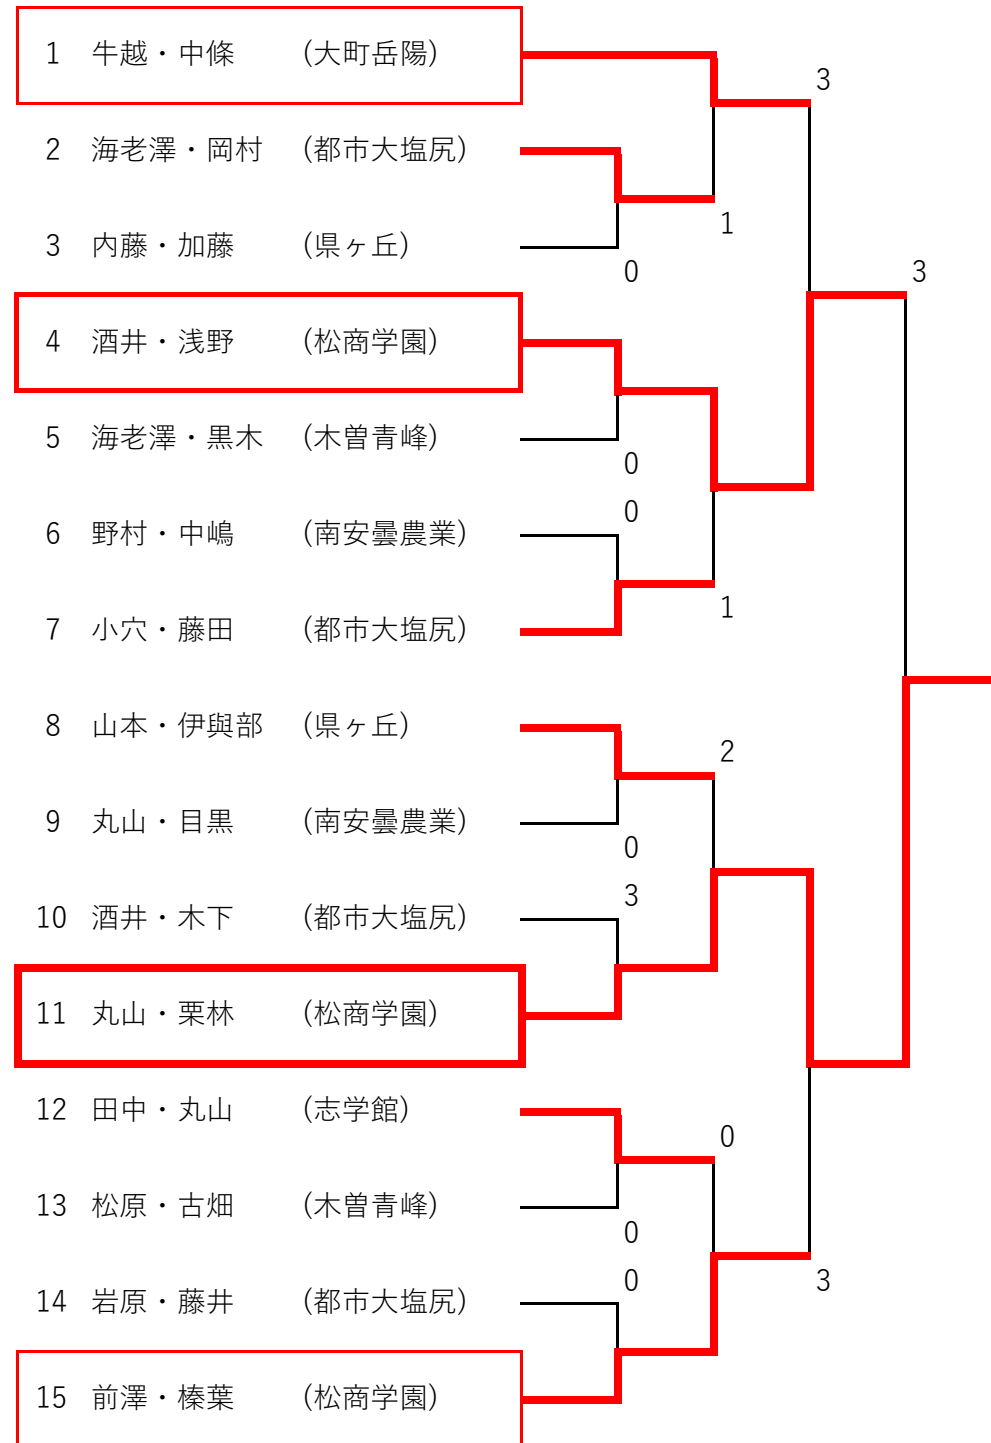 1 牛越・中條 (大町岳陽)
3
2 海老澤・岡村 (都市大塩尻)
1
3 内藤・加藤 (県ヶ丘)
0
3
4 酒井・浅野 (松商学園)
5 海老澤・黒木 (木曽青峰)
0
0
6 野村・中嶋 (南安曇農業)
1
7 小穴・藤田 (都市大塩尻)
8 山本・伊與部 (県ヶ丘)
2
9 丸山・目黒 (南安曇農業)
0
3
10 酒井・木下 (都市大塩尻)
11 丸山・栗林 (松商学園)
12 田中・丸山 (志学館)
0
13 松原・古畑 (木曽青峰)
0
0
3
14 岩原・藤井 (都市大塩尻)
15 前澤・榛葉 (松商学園)